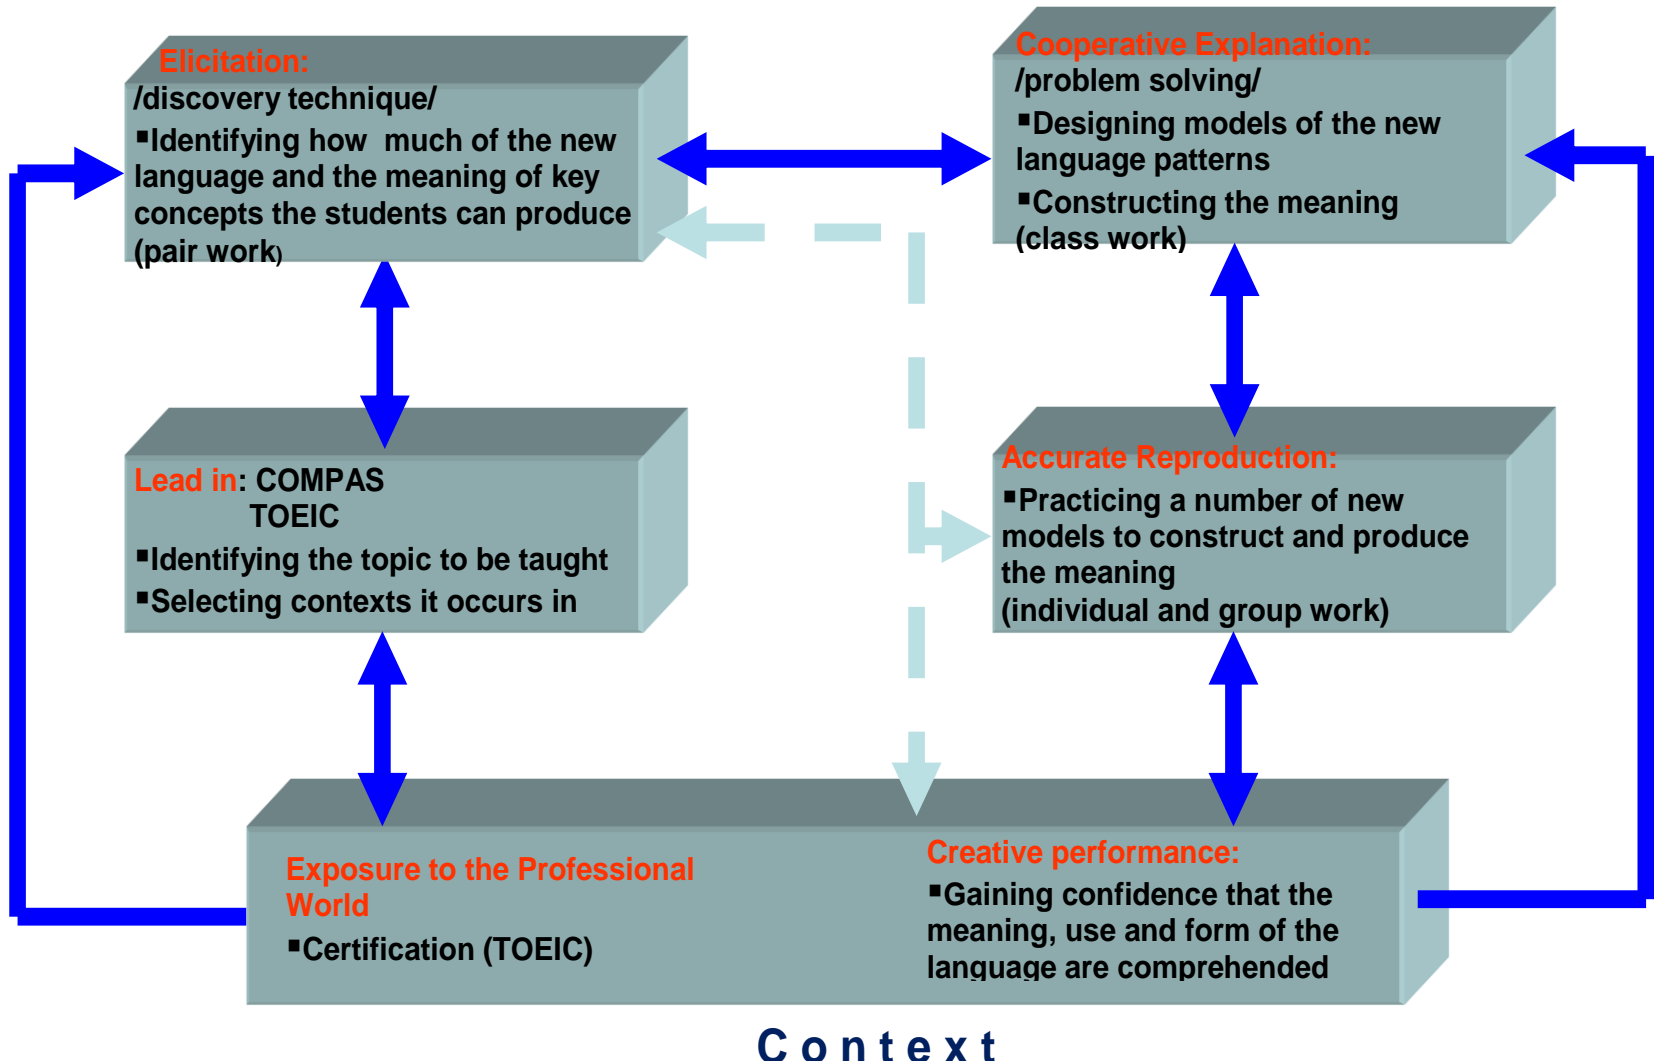 Elicitation:
/discovery technique/
▪Identifying how much of the new
language and the meaning of key
concepts the students can produce
(pair work)
Cooperative Explanation:
/problem solving/
▪Designing models of the new
language patterns
▪Constructing the meaning
(class work)
Lead in: COMPAS
TOEIC
▪Identifying the topic to be taught
▪Selecting contexts it occurs in
Accurate Reproduction:
▪Practicing a number of new
models to construct and produce
the meaning
(individual and group work)
Exposure to the Professional
World
▪Certification (TOEIC)
Creative performance:
▪Gaining confidence that the
meaning, use and form of the
language are comprehended
Context